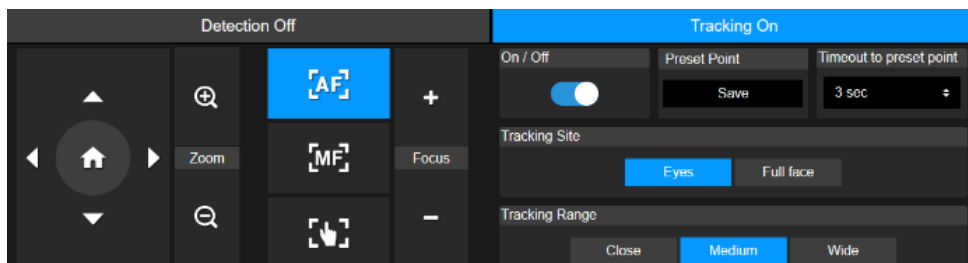 Detection Off
Tracking On
AF
Zoom
MF
Focus
On / Off
Preset Point
Timeout to preset point
Save
3 sec
Tracking Site
Eyes
Full face
Tracking Range
Close
Medium
Wide